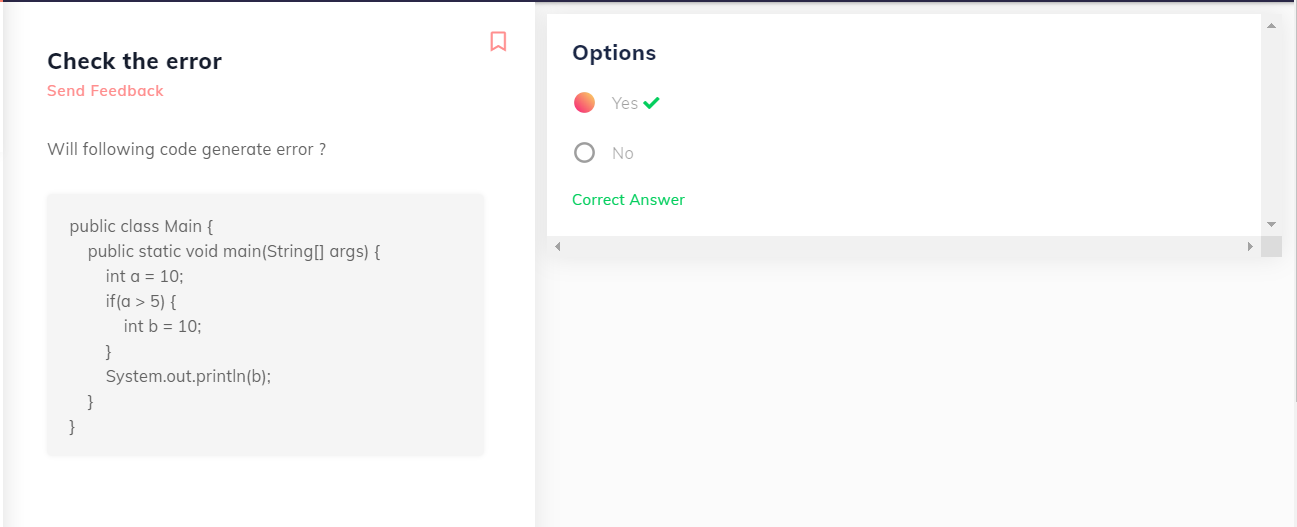 Check the error
Send Feedback
Will following code generate error ?
public class Main {
    public static void main(String[] args) {
        int a = 10;
        if(a > 5) {
            int b = 10;
        }
        System.out.println(b);
    }
}
Options
Yes
No
Correct Answer